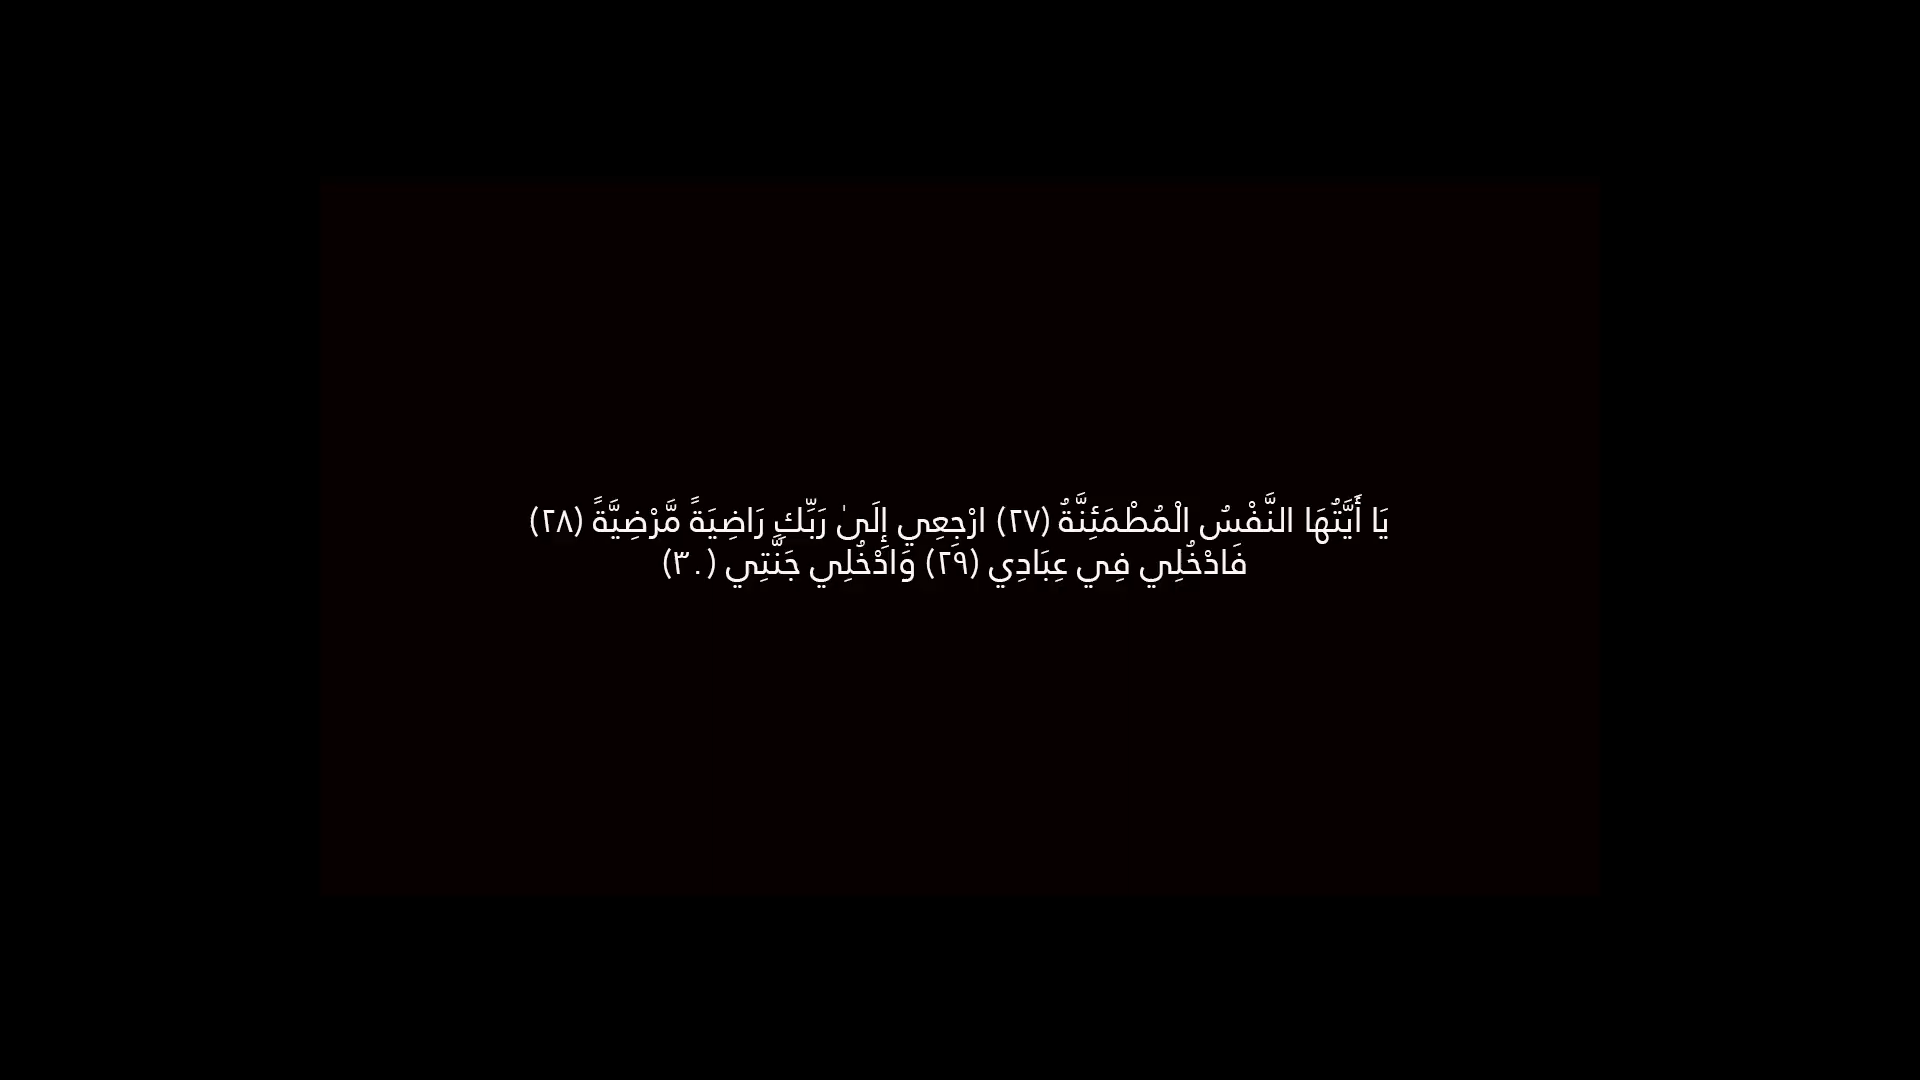 يَا أَيَّتُهَا النَّفْسُ الْمُطْمَئِنَّةُ (٢٧) ارْجِعِي إِلَىٰ رَبِّكِ رَاضِيَةً مَّرْضِيَّةً (٢٨)
فَادْخُلِي فِي عِبَادِي (٢٩) وَادْخُلِي جَنَّتِي (٣٠)